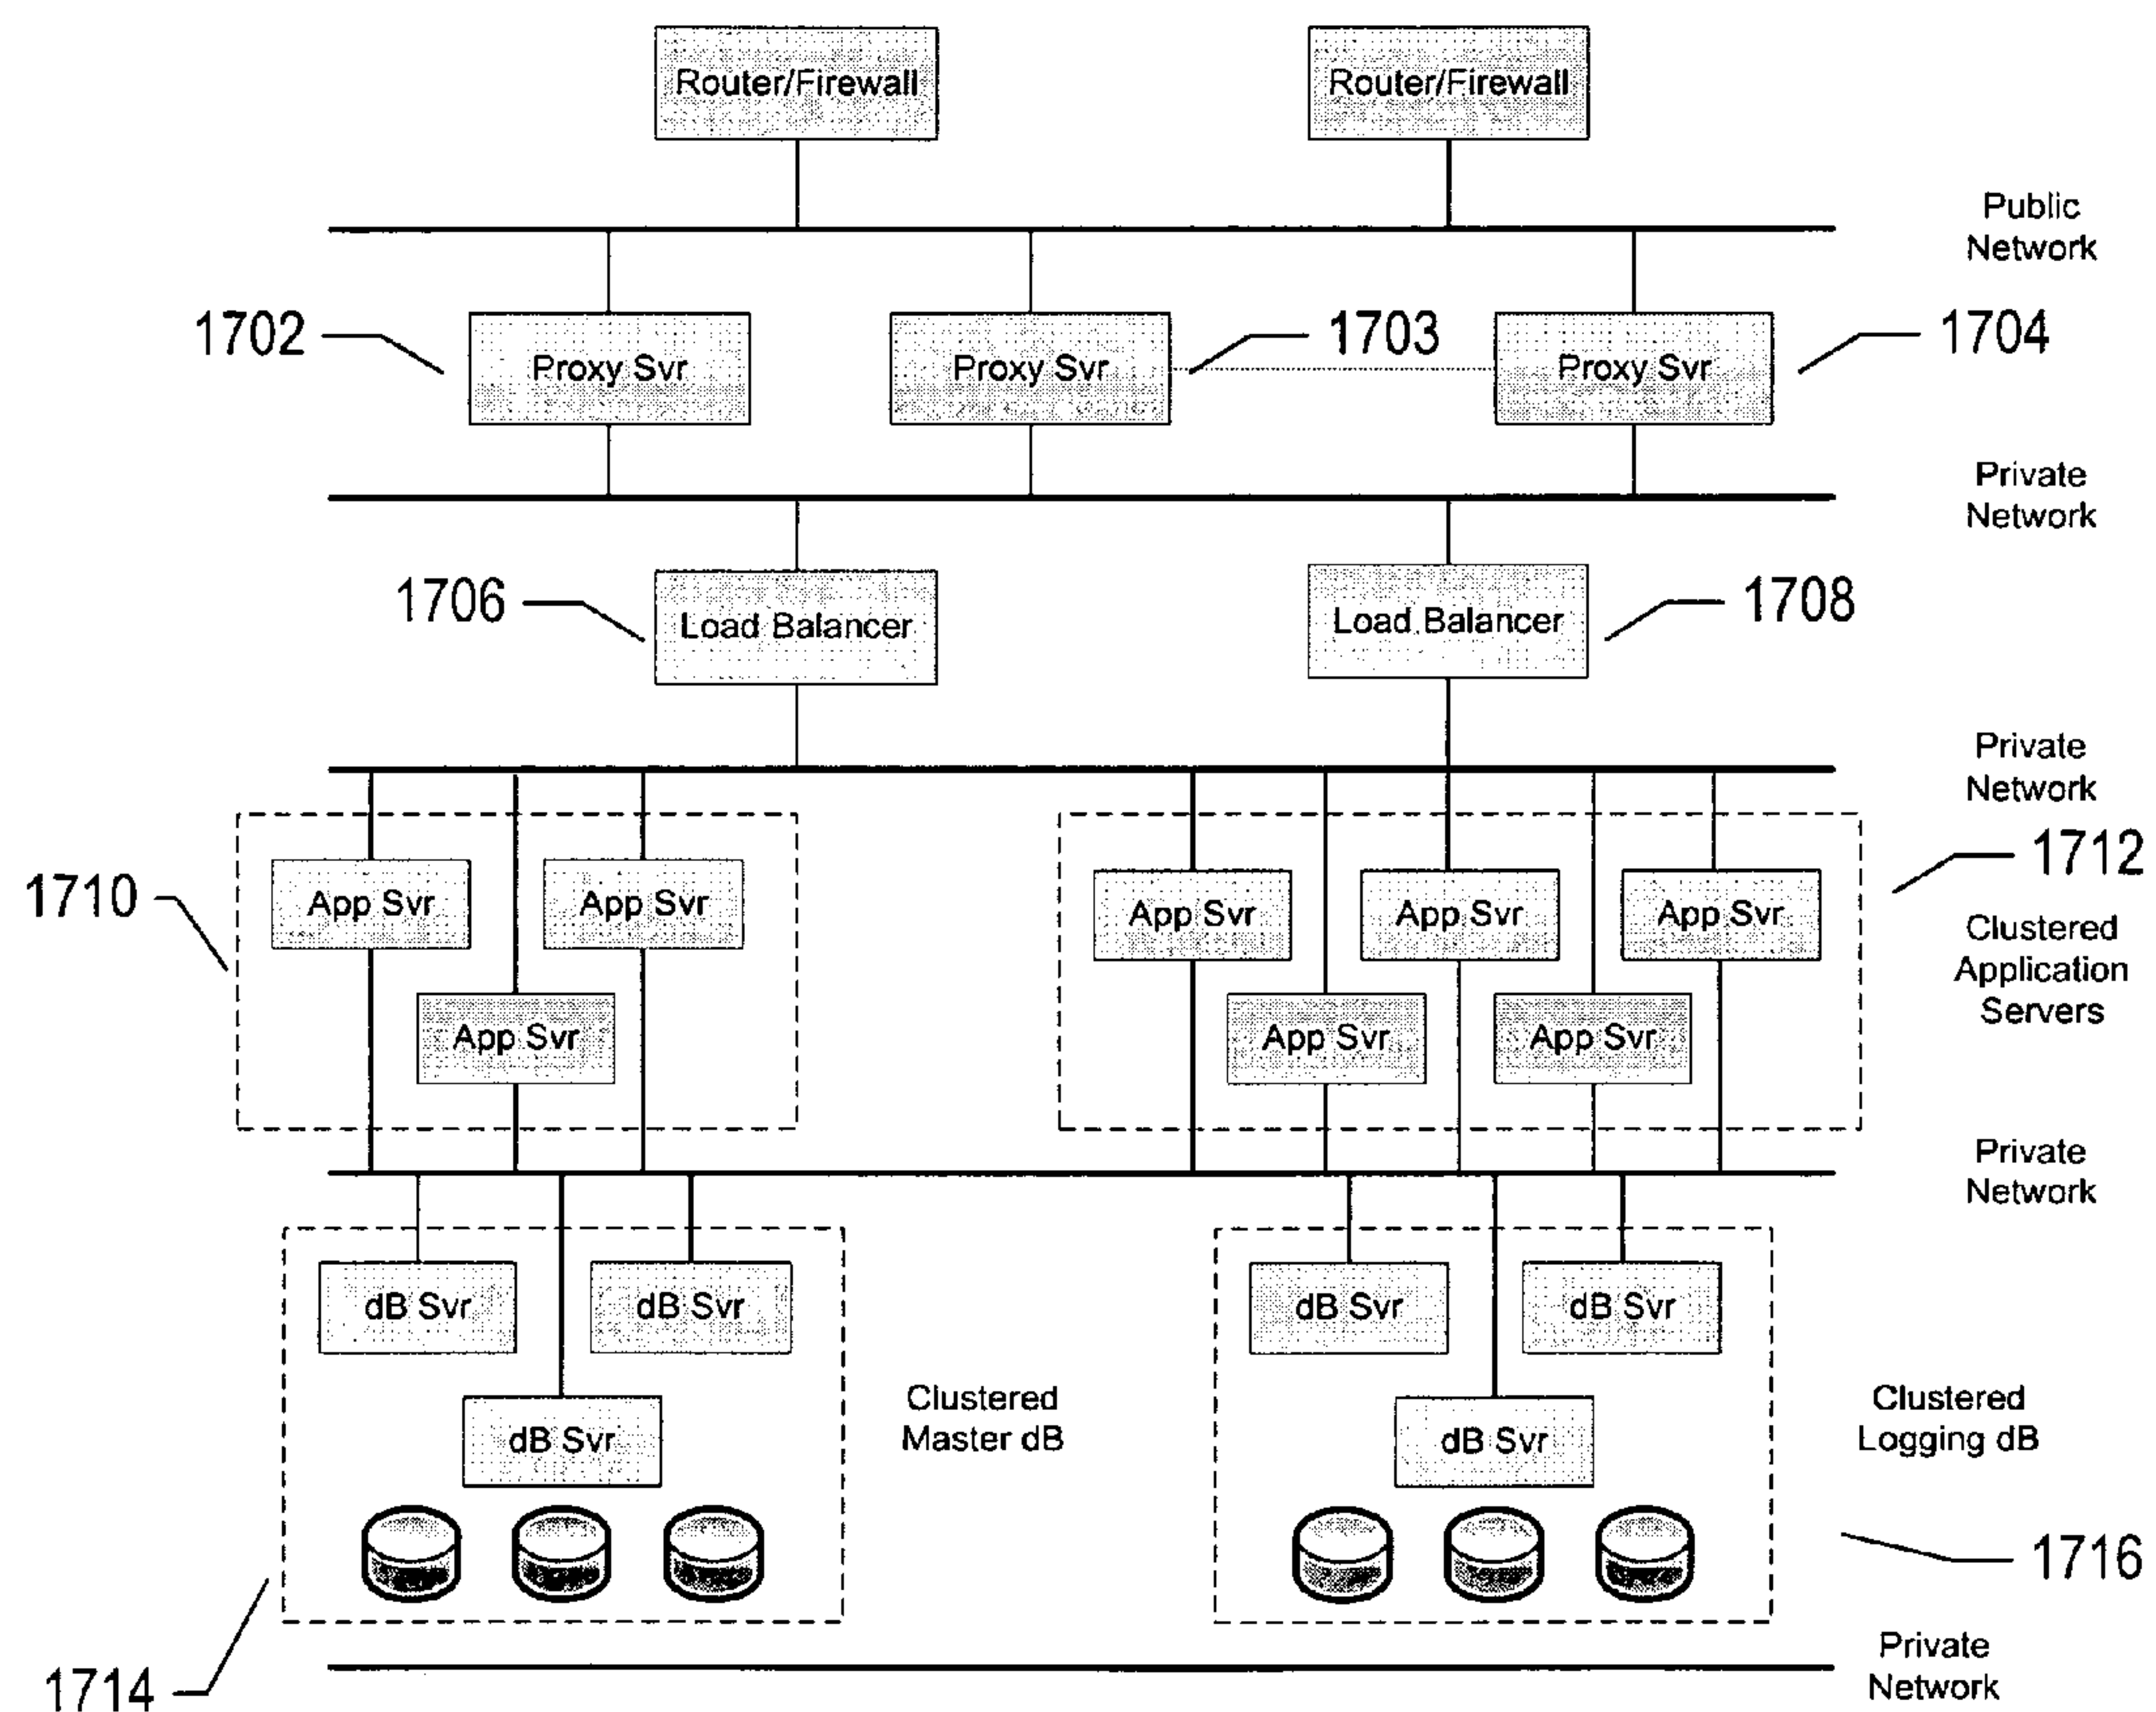 Router/Firewall
Router/Firewall
Public
Network
1702
Proxy Svr
Proxy Svr
1703
Proxy Svr
1704
Private
Network
1706
Load Balancer
Load Balancer
1708
Private
Network
1710
App Svr
App Svr
App Svr
App Svr
App Svr
App Svr
App Svr
App Svr
1712
Clustered
Application
Servers
Private
Network
dB Svr
dB Svr
dB Svr
Clustered
Master dB
dB Svr
dB Svr
dB Svr
Clustered
Logging dB
1714
1716
Private
Network